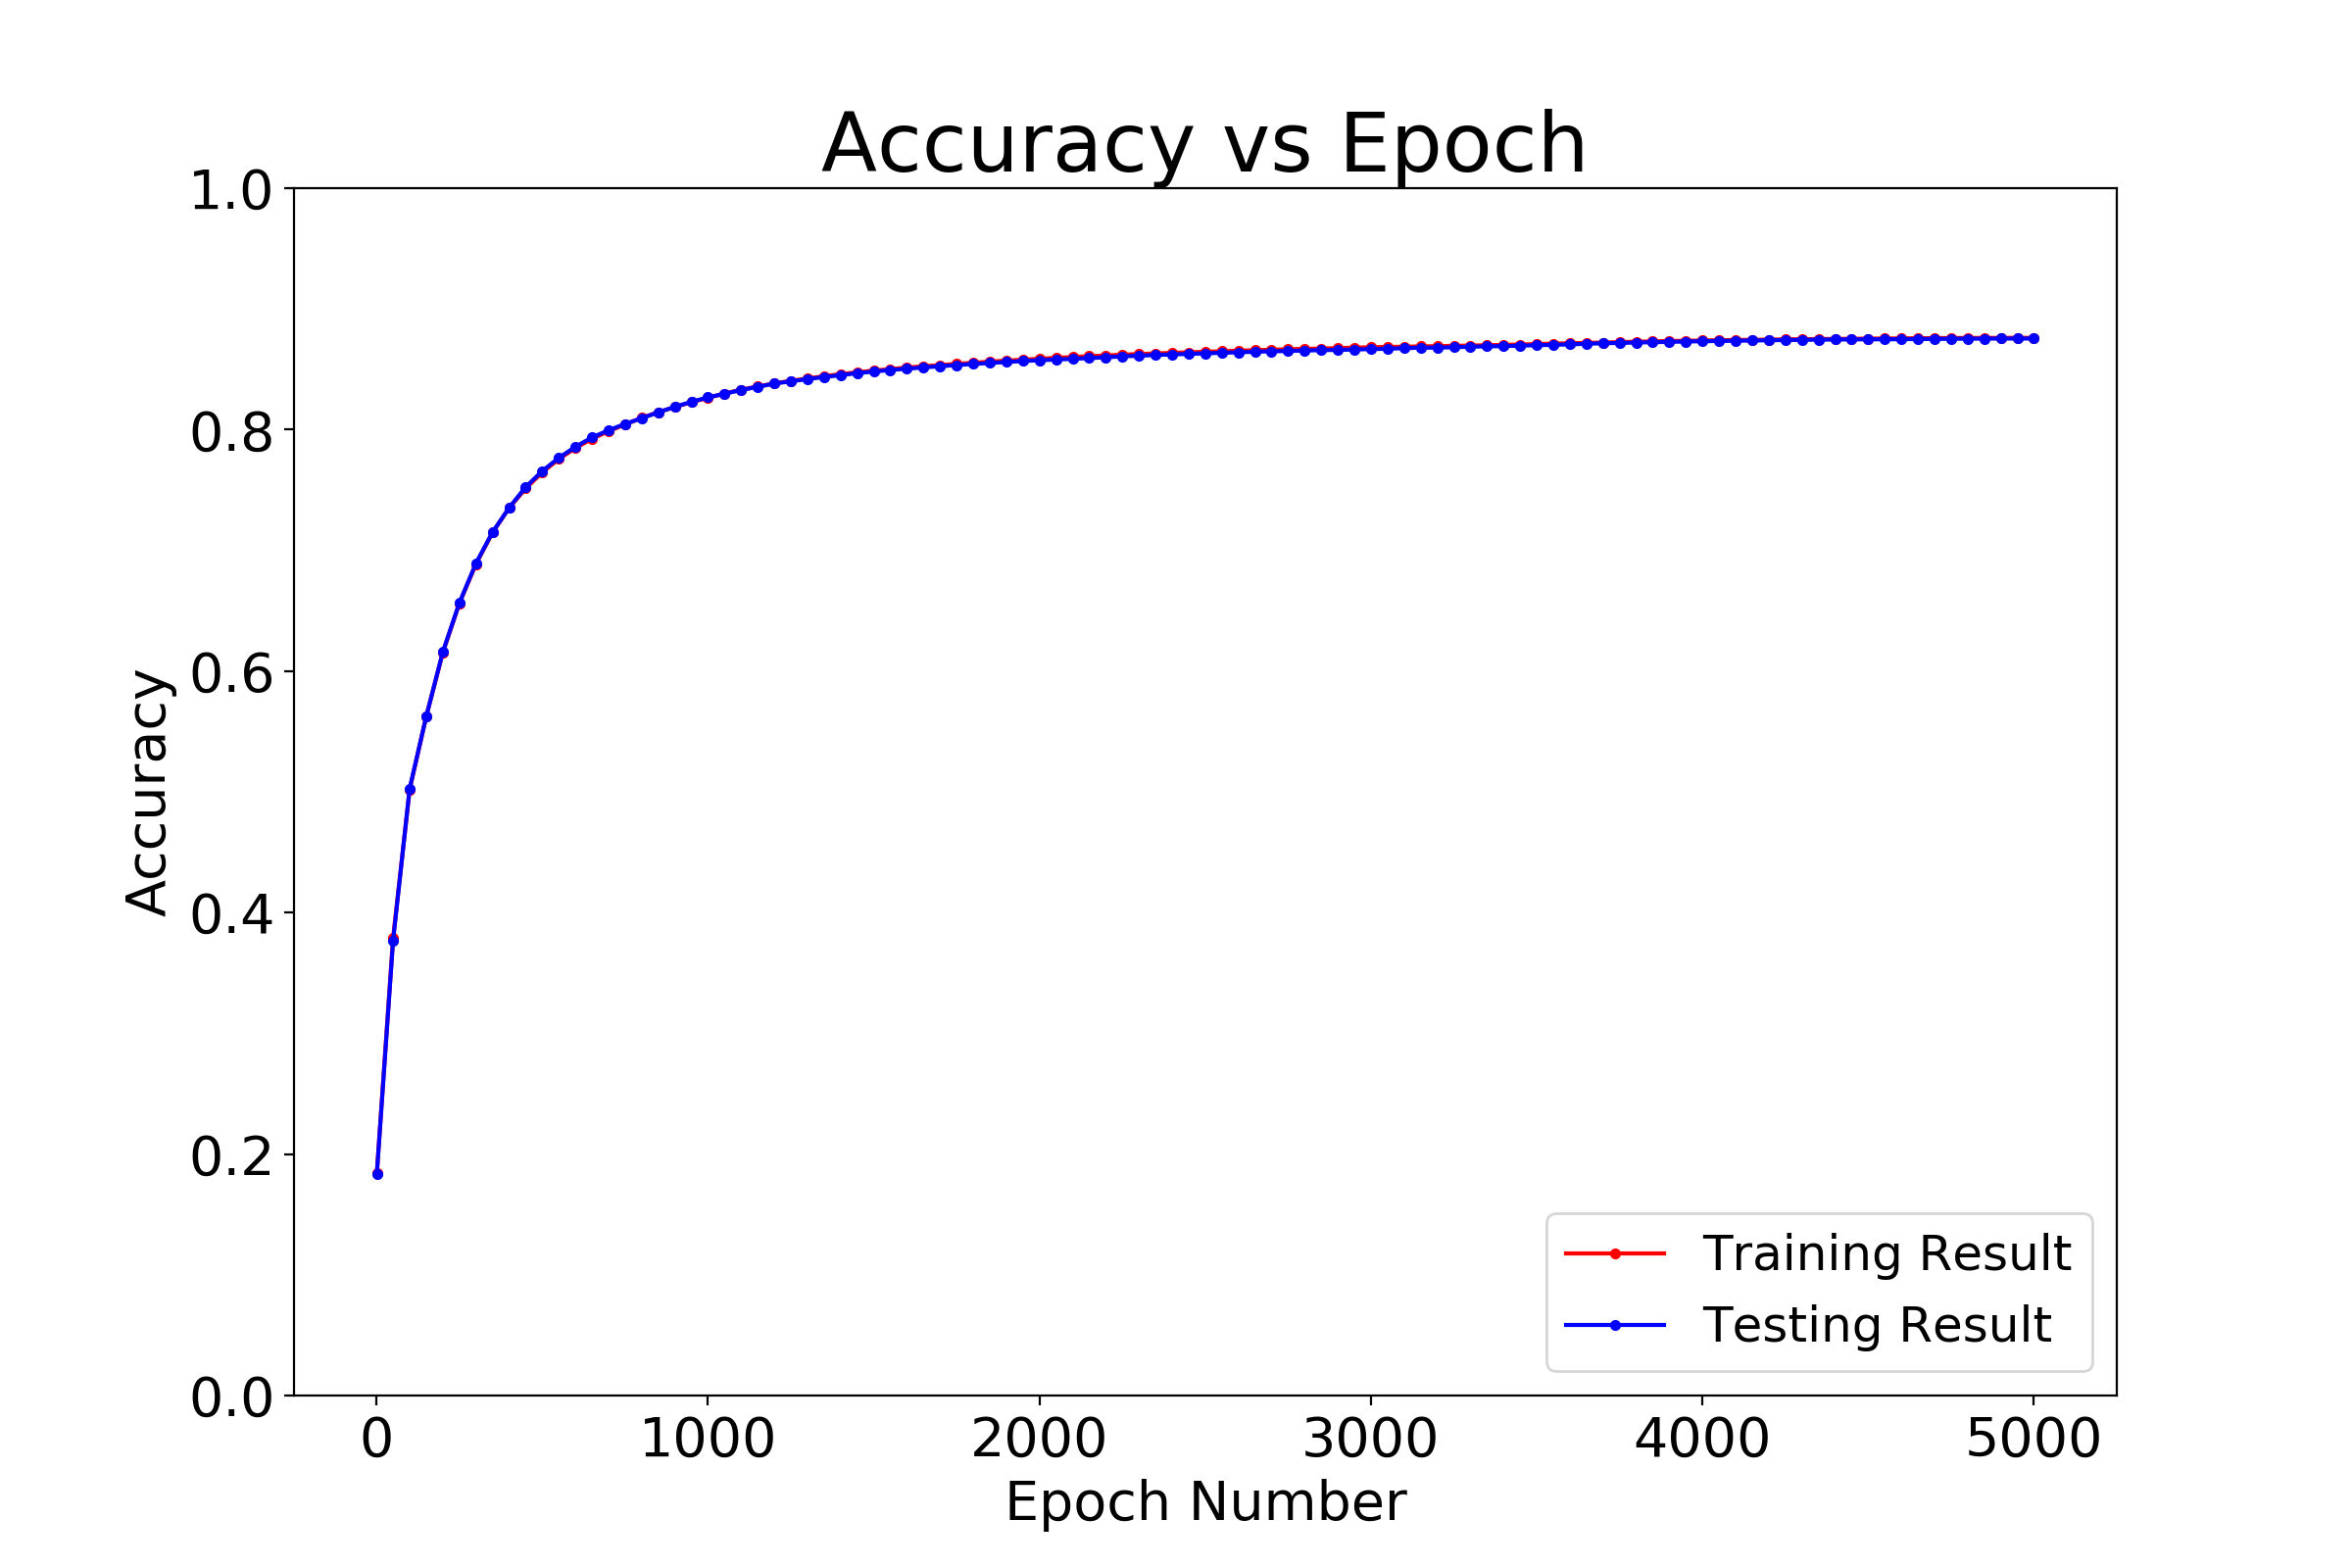 Accuracy vs Epoch
1.0
0.8
0.6
0.4
0.2
0.0
Accuracy
0 1000 2000 3000 4000 5000
Epoch Number
Training Result
Testing Result